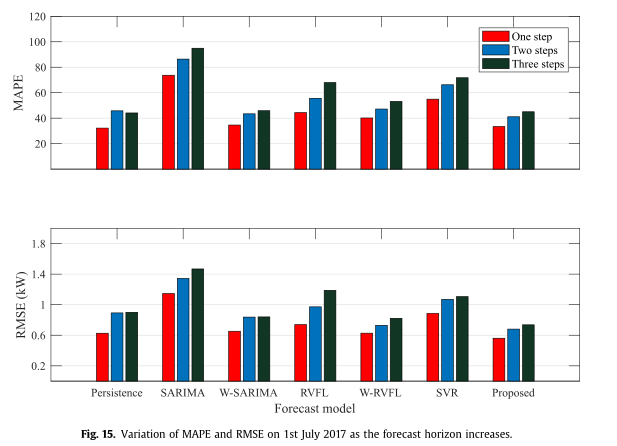 120
100
80
60
40
20
MAPE
One step
Two steps
Three steps
1.8
1.4
1
0.6
0.2
RMSE (kW)
Persistence SARIMA W-SARIMA RVFL W-RVFL SVR Proposed
Forecast model
Fig. 15. Variation of MAPE and RMSE on 1st July 2017 as the forecast horizon increases.